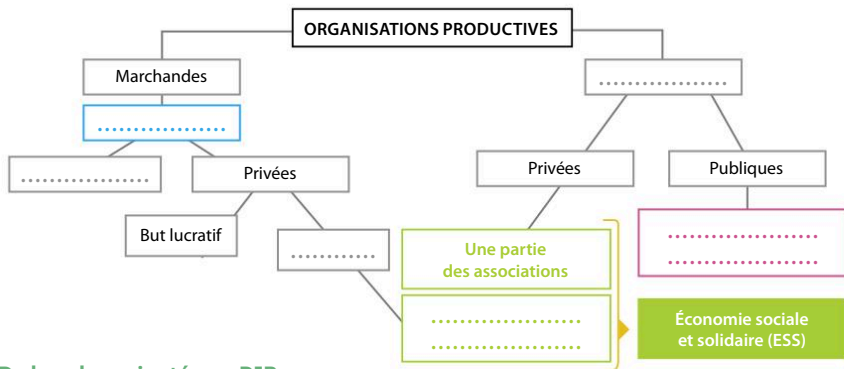 ORGANISATIONS PRODUCTIVES
Marchandes
..................
..................
..................
Privées
Privées
Publiques
But lucratif
............
Une partie
des associations
.....................
.....................
.....................
.....................
Économie sociale
et solidaire (ESS)